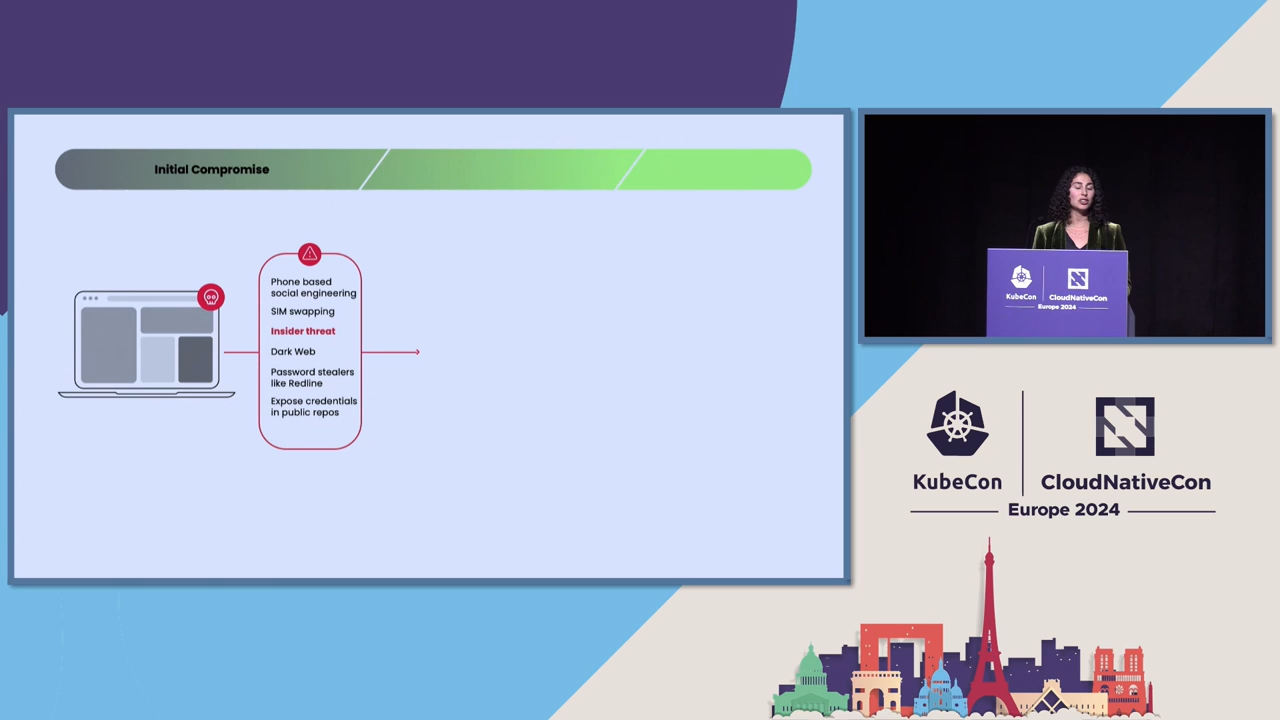 Initial Compromise
Phone based
social engineering
SIM swapping
Insider threat
Dark Web
Password stealers
like Redline
Expose credentials
in public repos
KubeCon
CloudNativeCon
Europe 2024
KubeCon
CloudNativeCon
Europe 2024